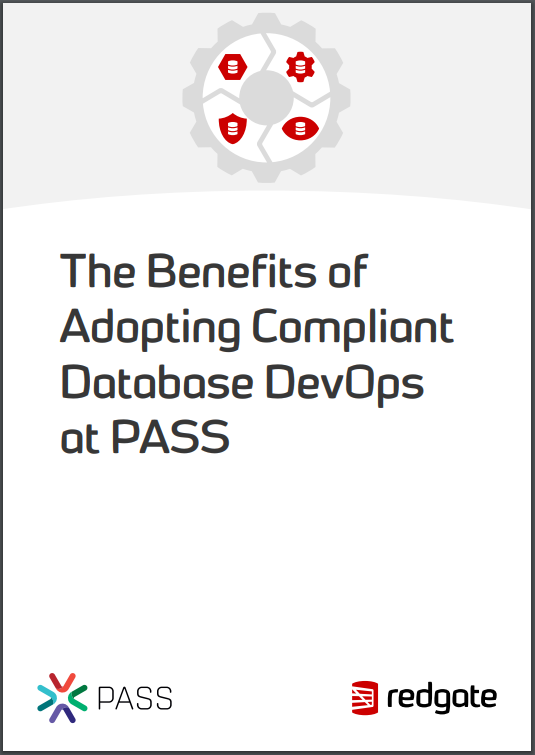 The Benefits of
Adopting Compliant
Database DevOps
at PASS
PASS
redgate